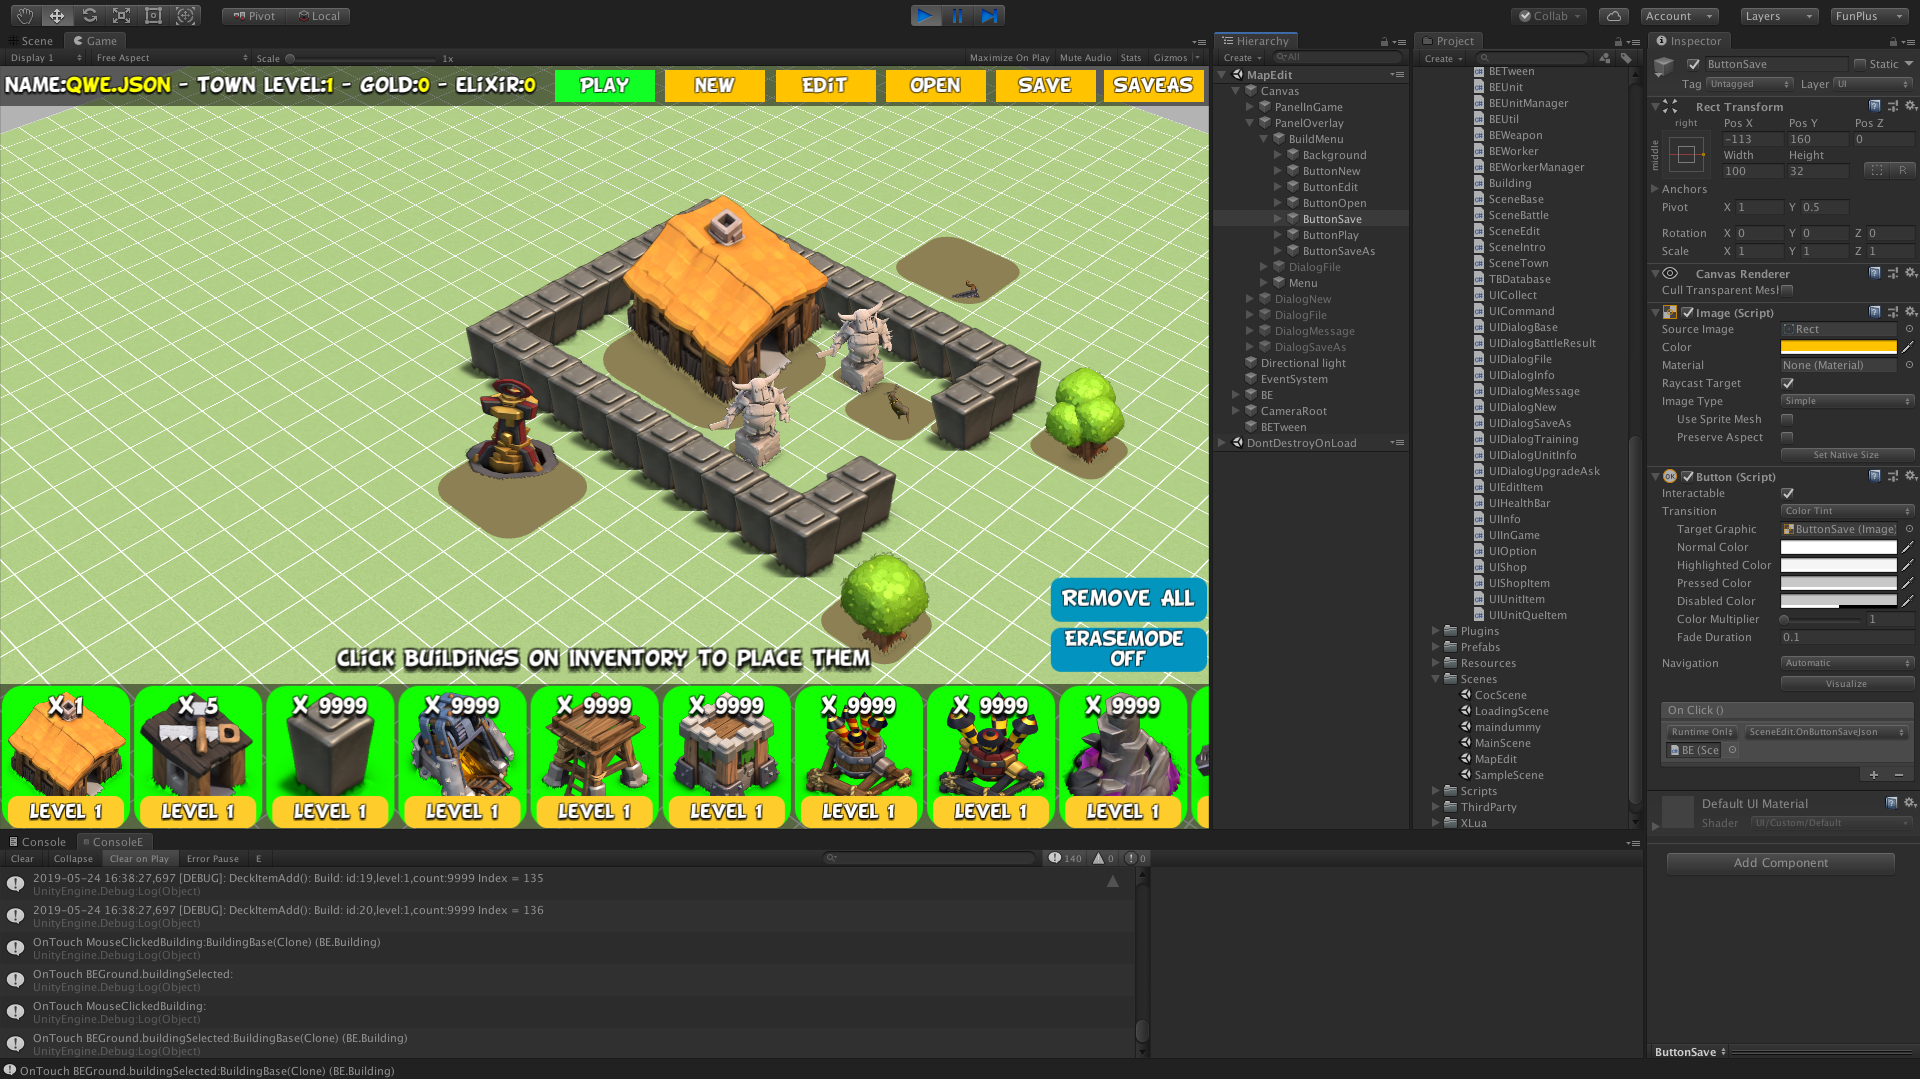 Pivot Local
Collab Account Layers FunPlus
Scene Game
Display 1 Free Aspect Scale 1x Maximize On Play Mute Audio Stats Gizmos
NAME:QWE.JSON - TOWN LEVEL:1 - GOLD:0 - ELIXIR:0
PLAY NEW EDIT OPEN SAVE SAVEAS
REMOVE ALL
ERASEMODE
OFF
CLICK BUILDINGS ON INVENTORY TO PLACE THEM
X 1 X 5 X 9999 X 9999 X 9999 X 9999 X 9999 X 9999 X 9999
LEVEL 1 LEVEL 1 LEVEL 1 LEVEL 1 LEVEL 1 LEVEL 1 LEVEL 1 LEVEL 1 LEVEL 1
Hierarchy
Create All
MapEdit
Canvas
PanelInGame
PanelOverlay
BuildMenu
Background
ButtonNew
ButtonEdit
ButtonOpen
ButtonSave
ButtonPlay
ButtonSaveAs
DialogFile
Menu
DialogNew
DialogFile
DialogMessage
DialogSaveAs
Directional light
EventSystem
BE
CameraRoot
BETween
DontDestroyOnLoad
Project
Create
BETween
BEUnit
BEUnitManager
BEUtil
BEWeapon
BEWorker
BEWorkerManager
Building
SceneBase
SceneBattle
SceneEdit
SceneIntro
SceneTown
TBDatabase
UICollect
UICommand
UIDialogBase
UIDialogBattleResult
UIDialogFile
UIDialogInfo
UIDialogMessage
UIDialogNew
UIDialogSaveAs
UIDialogTraining
UIDialogUnitInfo
UIDialogUpgradeAsk
UIEditItem
UIHealthBar
UIInfo
UIInGame
UIOption
UIShop
UIShopItem
UIUnitItem
UIUnitQueItem
Plugins
Prefabs
Resources
Scenes
CocScene
LoadingScene
maindummy
MainScene
MapEdit
SampleScene
Scripts
ThirdParty
XLua
Inspector
ButtonSave Static
Tag Untagged Layer UI
Rect Transform
right Pos X Pos Y Pos Z
middle -113 160 0
Width Height
100 32 R
Anchors
Pivot X 1 Y 0.5
Rotation X 0 Y 0 Z 0
Scale X 1 Y 1 Z 1
Canvas Renderer
Cull Transparent Mesh
Image (Script)
Source Image Rect
Color
Material None (Material)
Raycast Target
Image Type Simple
Use Sprite Mesh
Preserve Aspect
Set Native Size
OK Button (Script)
Interactable
Transition Color Tint
Target Graphic ButtonSave (Image
Normal Color
Highlighted Color
Pressed Color
Disabled Color
Color Multiplier 1
Fade Duration 0.1
Navigation Automatic
Visualize
On Click ()
Runtime Onl SceneEdit.OnButtonSaveJson
BE (Sce
+ −
Default UI Material
Shader UI/Custom/Default
Add Component
ButtonSave
Console ConsoleE
Clear Collapse Clear on Play Error Pause E 140 0 0
2019-05-24 16:38:27,697 [DEBUG]: DeckItemAdd(): Build: id:19,level:1,count:9999 Index = 135
UnityEngine.Debug:Log(Object)
2019-05-24 16:38:27,697 [DEBUG]: DeckItemAdd(): Build: id:20,level:1,count:9999 Index = 136
UnityEngine.Debug:Log(Object)
OnTouch MouseClickedBuilding:BuildingBase(Clone) (BE.Building)
UnityEngine.Debug:Log(Object)
OnTouch BEGround.buildingSelected:
UnityEngine.Debug:Log(Object)
OnTouch MouseClickedBuilding:
UnityEngine.Debug:Log(Object)
OnTouch BEGround.buildingSelected:BuildingBase(Clone) (BE.Building)
UnityEngine.Debug:Log(Object)
OnTouch BEGround.buildingSelected:BuildingBase(Clone) (BE.Building)